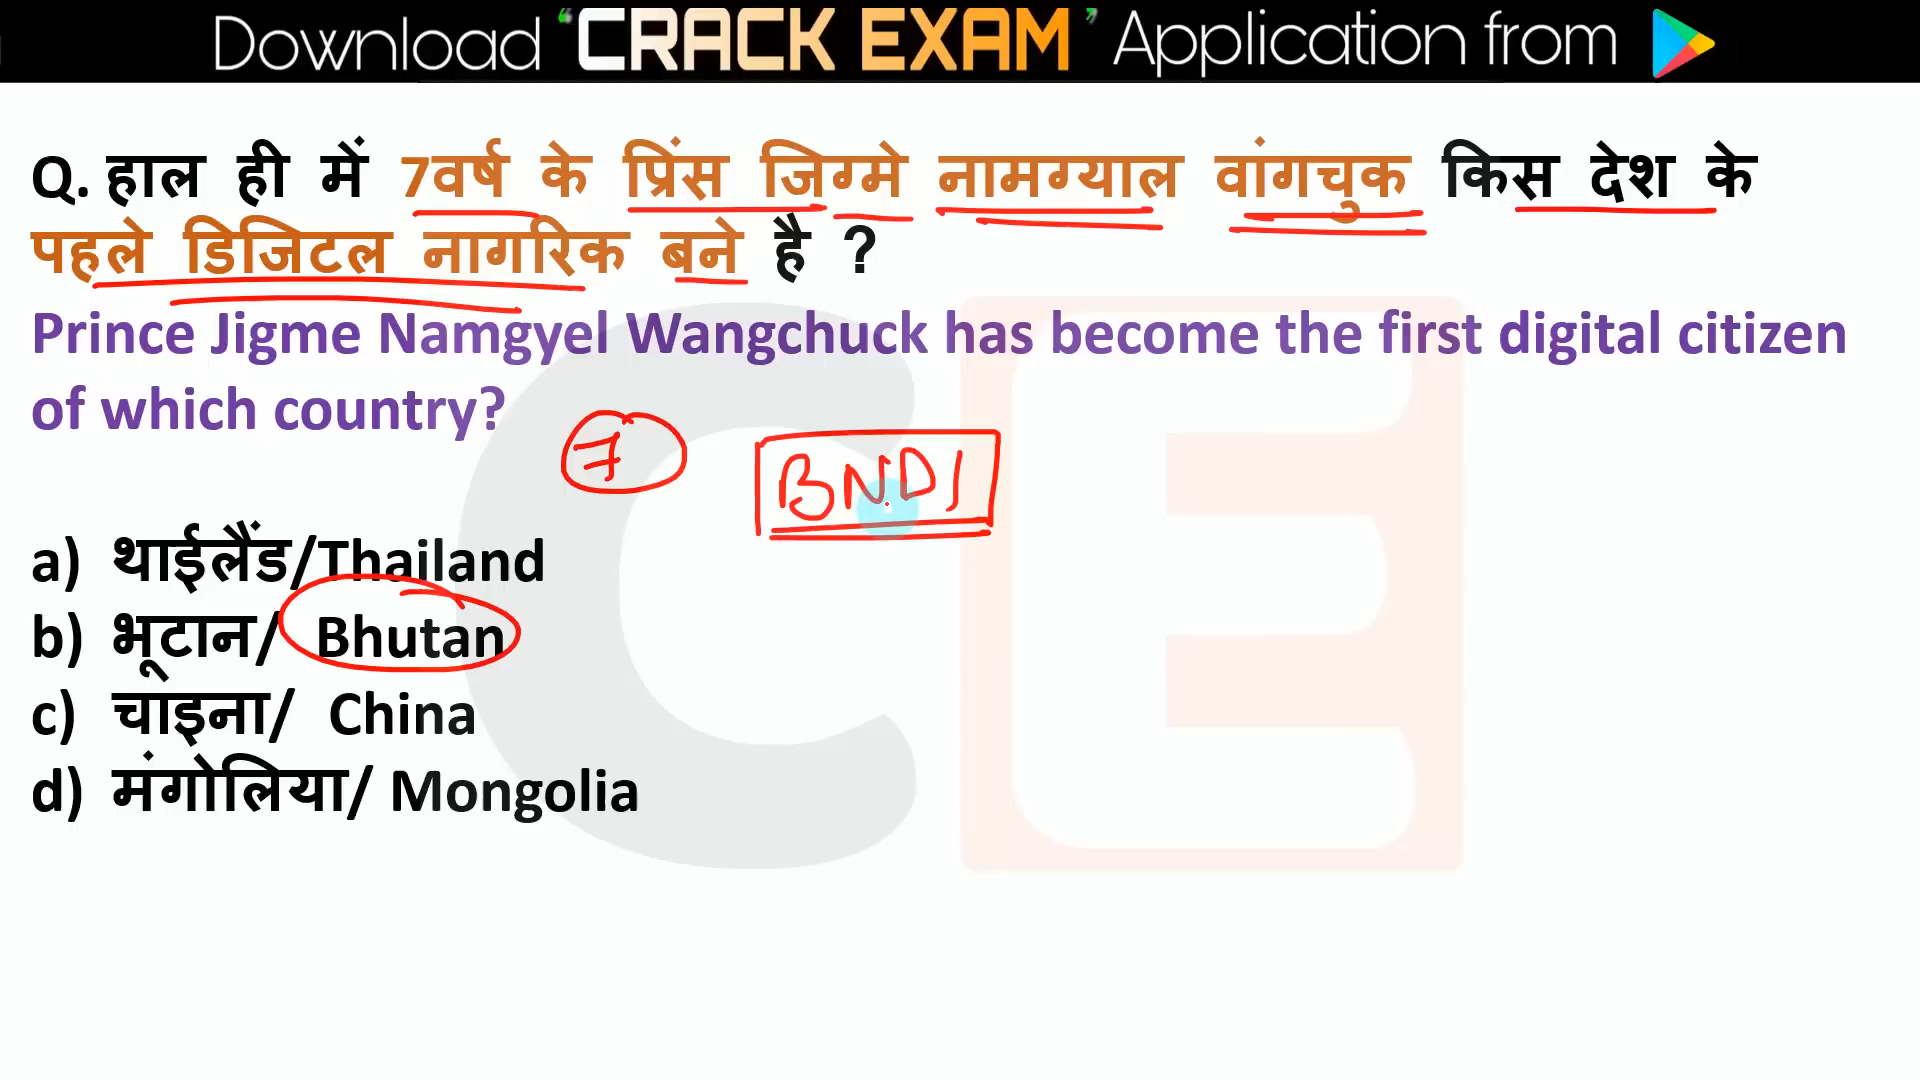 Download ‘CRACK EXAM’ Application from
Q. हाल ही में 7वर्ष के प्रिंस जिग्मे नामग्याल वांगचुक किस देश के
पहले डिजिटल नागरिक बने है ?
Prince Jigme Namgyel Wangchuck has become the first digital citizen
of which country?
7
BNDI
a) थाईलैंड/Thailand
b) भूटान/ Bhutan
c) चाइना/ China
d) मंगोलिया/ Mongolia
CE